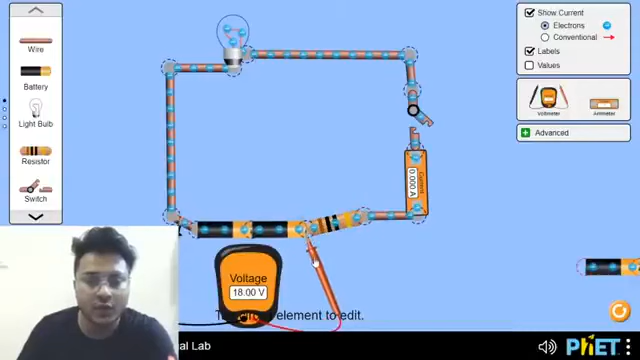 Wire
Battery
Light Bulb
Resistor
Switch
Show Current
Electrons
Conventional
Labels
Values
Voltmeter
Ammeter
Advanced
Current
0.000 A
Voltage
18.00 V
element to edit.
al Lab
PhET